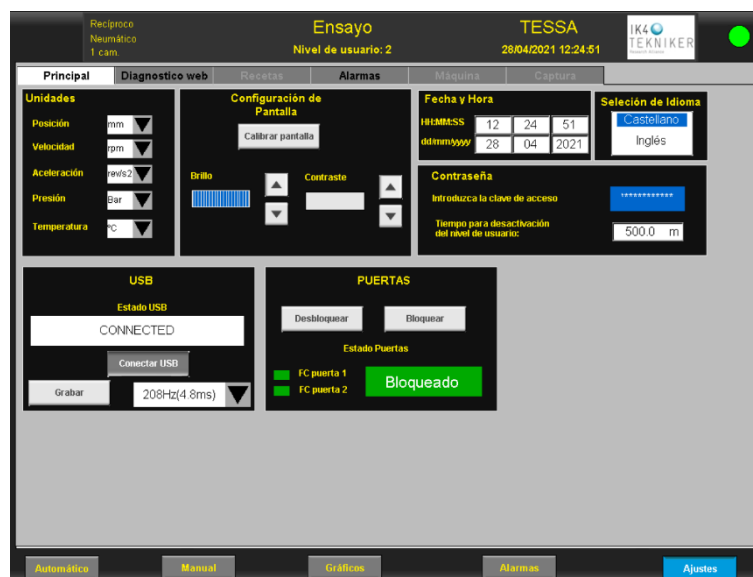 Recíproco
Neumático
1 cam.
Ensayo
Nivel de usuario: 2
TESSA
28/04/2021 12:24:51
IK4
TEKNIKER
Principal
Diagnostico web
Recetas
Alarmas
Máquina
Captura
Unidades
Posición
mm
Velocidad
rpm
Aceleración
rev/s2
Presión
Bar
Temperatura
ºC
Configuración de
Pantalla
Calibrar pantalla
Brillo
Contraste
Fecha y Hora
HH:MM:SS
12
24
51
dd/mm/yyyy
28
04
2021
Seleción de Idioma
Castellano
Inglés
Contraseña
Introduzca la clave de acceso
************
Tiempo para desactivación
del nivel de usuario:
500.0 m
USB
Estado USB
CONNECTED
Conectar USB
Grabar
208Hz(4.8ms)
PUERTAS
Desbloquear
Bloquear
Estado Puertas
FC puerta 1
FC puerta 2
Bloqueado
Automático
Manual
Gráficos
Alarmas
Ajustes